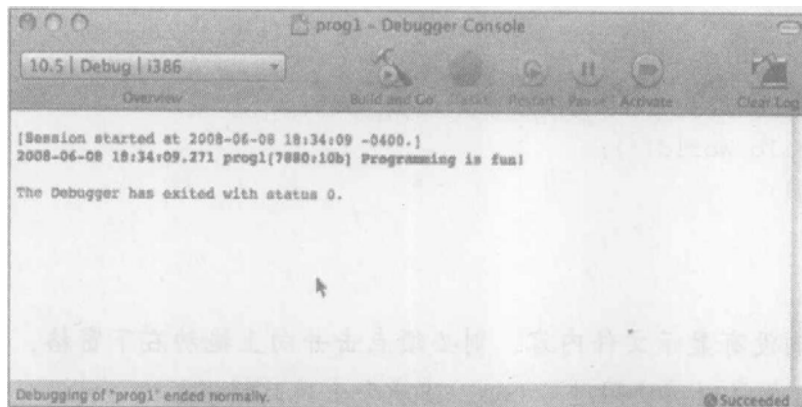 prog1 - Debugger Console
10.5 | Debug | i386
Overview
Build and Go Tasks Restart Pause Activate Clear Log
[Session started at 2008-06-08 18:34:09 -0400.]
2008-06-08 18:34:09.271 prog1[7880:10b] Programming is fun!
The Debugger has exited with status 0.
Debugging of "prog1" ended normally.
Succeeded